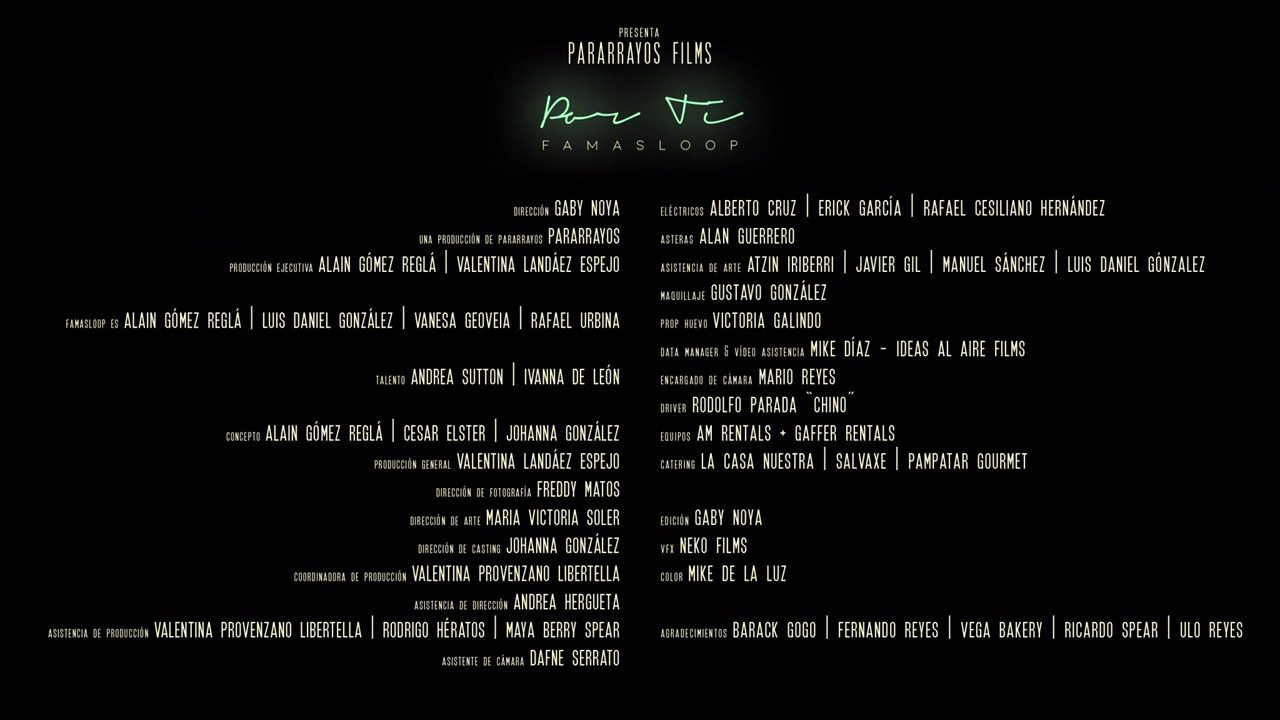 PRESENTA
PARARRAYOS FILMS
Por Ti
FAMASLOOP
DIRECCIÓN GABY NOYA
UNA PRODUCCIÓN DE PARARRAYOS PARARRAYOS
PRODUCCIÓN EJECUTIVA ALAIN GÓMEZ REGLÁ | VALENTINA LANDÁEZ ESPEJO
FAMASLOOP ES ALAIN GÓMEZ REGLÁ | LUIS DANIEL GONZÁLEZ | VANESA GEOVEIA | RAFAEL URBINA
TALENTO ANDREA SUTTON | IVANNA DE LEÓN
CONCEPTO ALAIN GÓMEZ REGLÁ | CESAR ELSTER | JOHANNA GONZÁLEZ
PRODUCCIÓN GENERAL VALENTINA LANDÁEZ ESPEJO
DIRECCIÓN DE FOTOGRAFÍA FREDDY MATOS
DIRECCIÓN DE ARTE MARIA VICTORIA SOLER
DIRECCIÓN DE CASTING JOHANNA GONZÁLEZ
COORDINADORA DE PRODUCCIÓN VALENTINA PROVENZANO LIBERTELLA
ASISTENCIA DE DIRECCIÓN ANDREA HERGUETA
ASISTENCIA DE PRODUCCIÓN VALENTINA PROVENZANO LIBERTELLA | RODRIGO HÉRATOS | MAYA BERRY SPEAR
ASISTENTE DE CÁMARA DAFNE SERRATO
ELÉCTRICOS ALBERTO CRUZ | ERICK GARCÍA | RAFAEL CESILIANO HERNÁNDEZ
ASTERAS ALAN GUERRERO
ASISTENCIA DE ARTE ATZIN IRIBERRI | JAVIER GIL | MANUEL SÁNCHEZ | LUIS DANIEL GÓNZALEZ
MAQUILLAJE GUSTAVO GONZÁLEZ
PROP HUEVO VICTORIA GALINDO
DATA MANAGER & VÍDEO ASISTENCIA MIKE DÍAZ - IDEAS AL AIRE FILMS
ENCARGADO DE CÁMARA MARIO REYES
DRIVER RODOLFO PARADA “CHINO”
EQUIPOS AM RENTALS + GAFFER RENTALS
CATERING LA CASA NUESTRA | SALVAXE | PAMPATAR GOURMET
EDICIÓN GABY NOYA
VFX NEKO FILMS
COLOR MIKE DE LA LUZ
AGRADECIMIENTOS BARACK GOGO | FERNANDO REYES | VEGA BAKERY | RICARDO SPEAR | ULO REYES